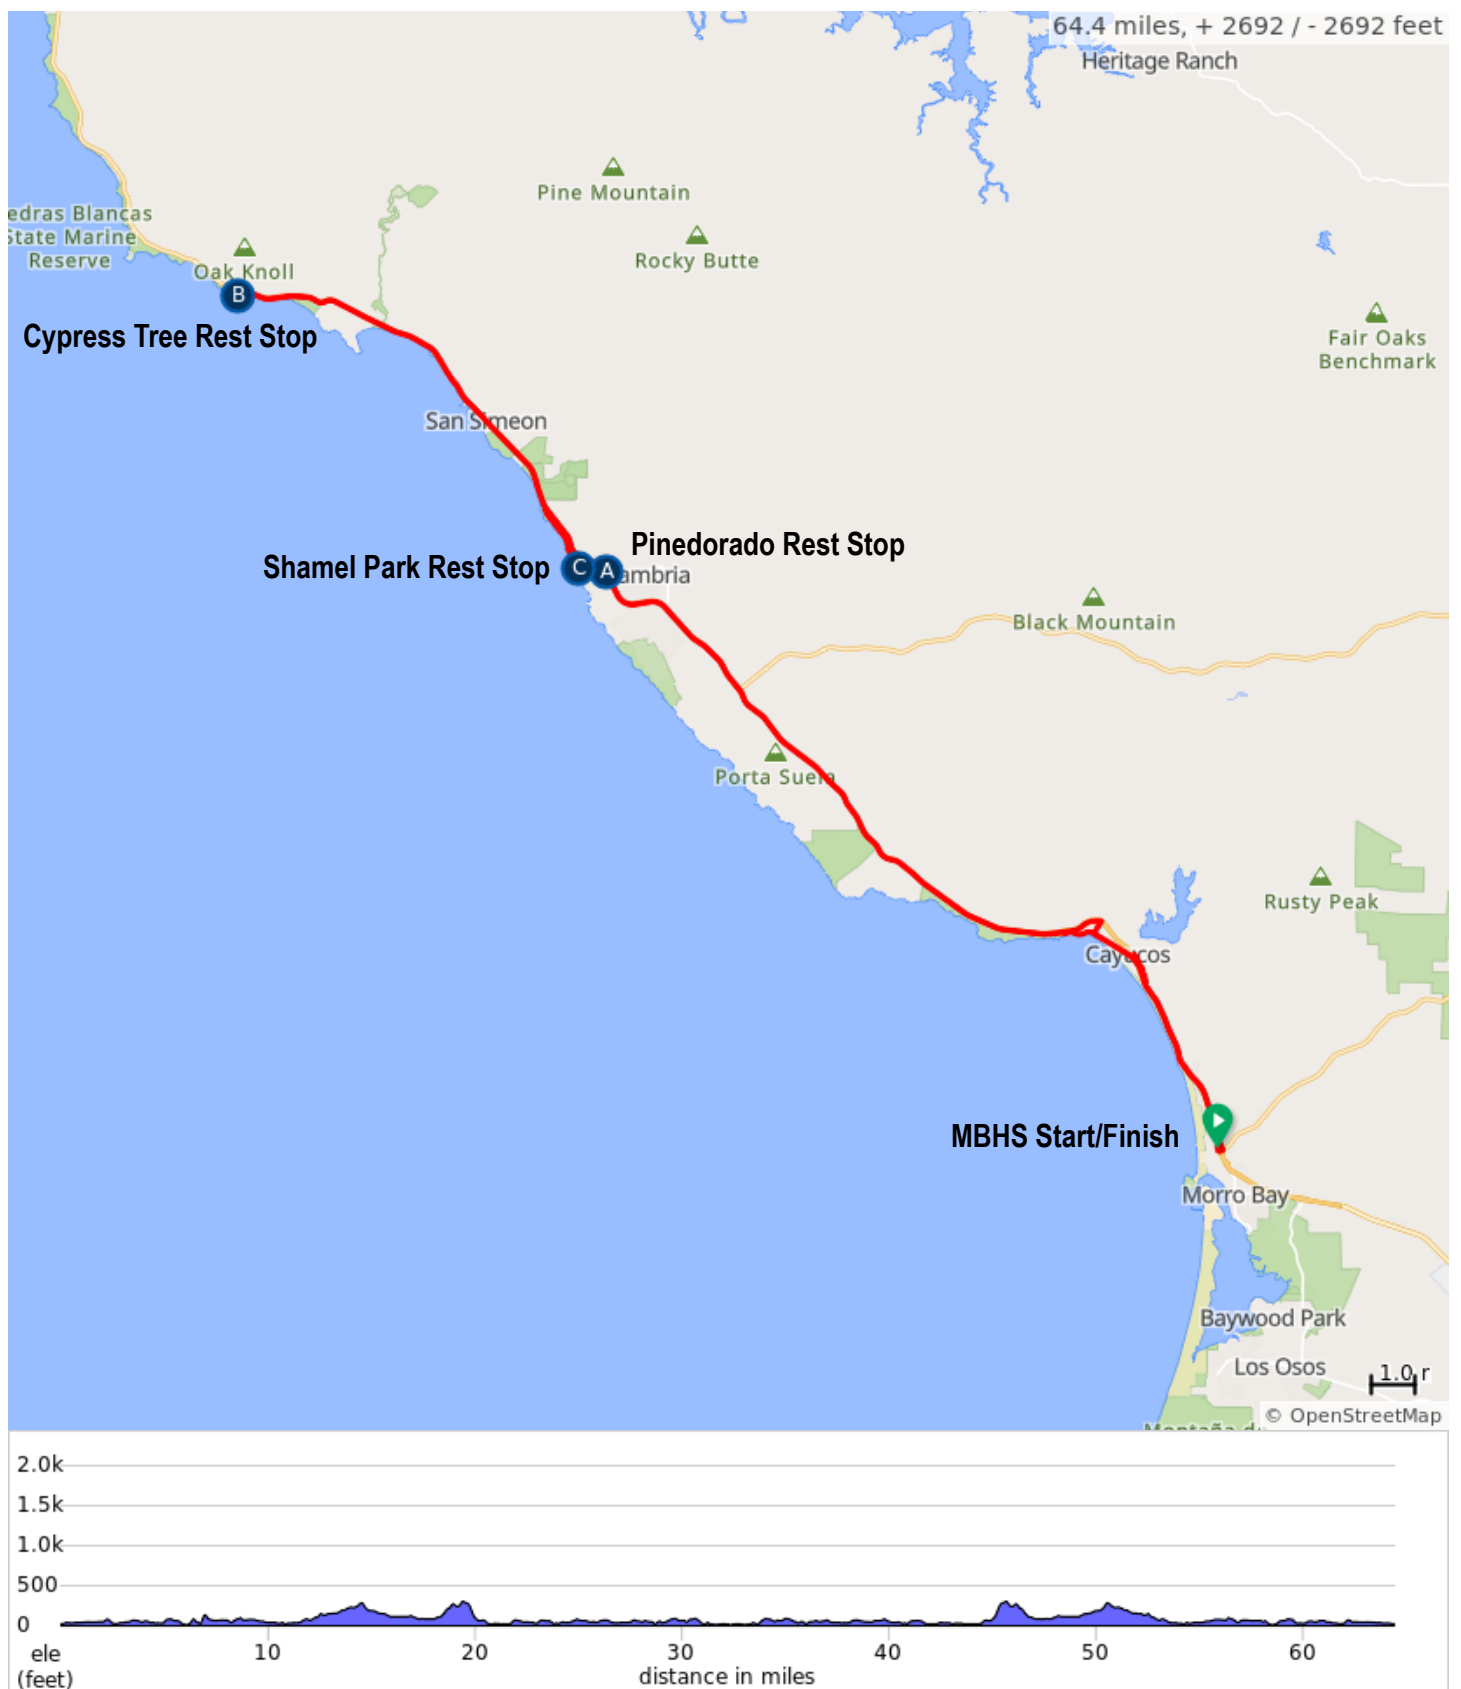 64.4 miles, + 2692 / - 2692 feet
Heritage Ranch
Pine Mountain
edras Blancas
State Marine
Reserve
Rocky Butte
Oak Knoll
B
Cypress Tree Rest Stop
Fair Oaks
Benchmark
San Simeon
Pinedorado Rest Stop
Shamel Park Rest Stop
C
A
ambria
Black Mountain
Porta Suela
Rusty Peak
Cayucos
MBHS Start/Finish
Morro Bay
Baywood Park
Los Osos
1.0 r
© OpenStreetMap
2.0k
1.5k
1.0k
500
0
ele
(feet)
10
20
30
40
50
60
distance in miles